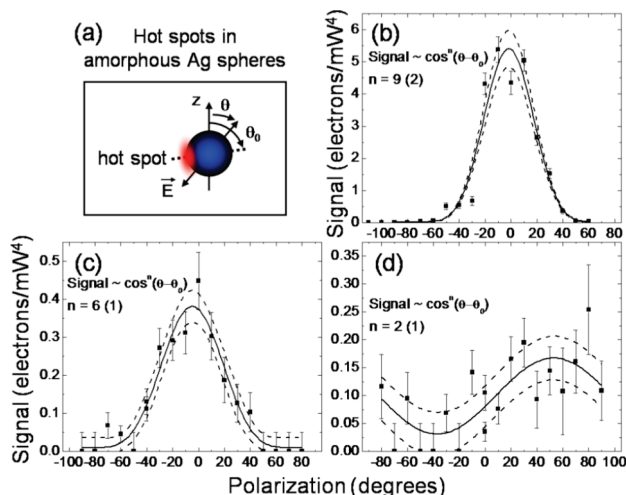 (a)
Hot spots in
amorphous Ag spheres
z
θ
θ₀
hot spot
E
(b)
Signal ~ cosⁿ(θ-θ₀)
n = 9 (2)
Signal (electrons/mW⁴)
6
5
4
3
2
1
0
-100 -80 -60 -40 -20 0 20 40 60 80 100
(c)
Signal ~ cosⁿ(θ-θ₀)
n = 6 (1)
Signal (electrons/mW⁴)
0.5
0.4
0.3
0.2
0.1
0.0
-100 -80 -60 -40 -20 0 20 40 60 80 100
(d)
Signal ~ cosⁿ(θ-θ₀)
n = 2 (1)
0.35
0.30
0.25
0.20
0.15
0.10
0.05
0.00
-80 -60 -40 -20 0 20 40 60 80 100
Polarization (degrees)